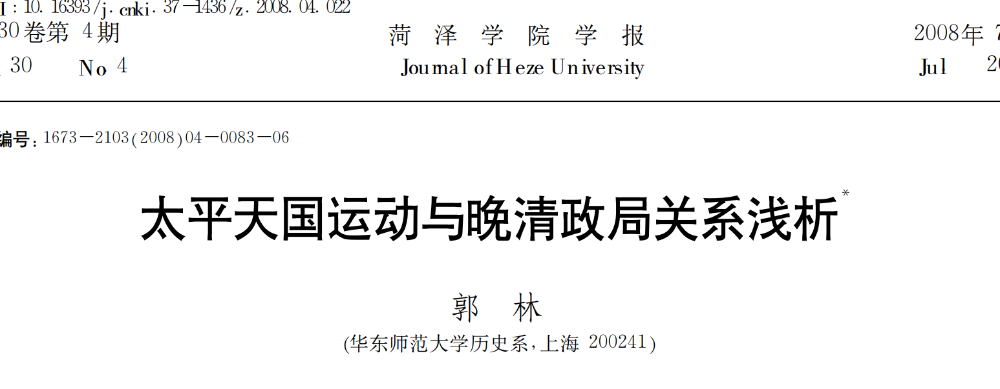 I:10.16393/j.cnki.37-1436/z.2008.04.022
30卷第 4期 菏 泽 学 院 学 报 2008年 7
30 No 4 Journal of Heze University Jul 20
编号:1673-2103(2008)04-0083-06
太平天国运动与晚清政局关系浅析*
郭 林
(华东师范大学历史系,上海 200241)